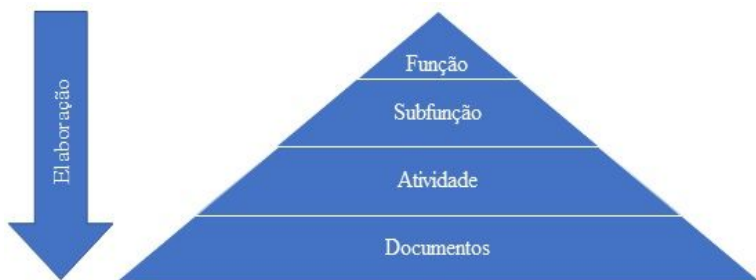 Elaboração
Função
Subfunção
Atividade
Documentos